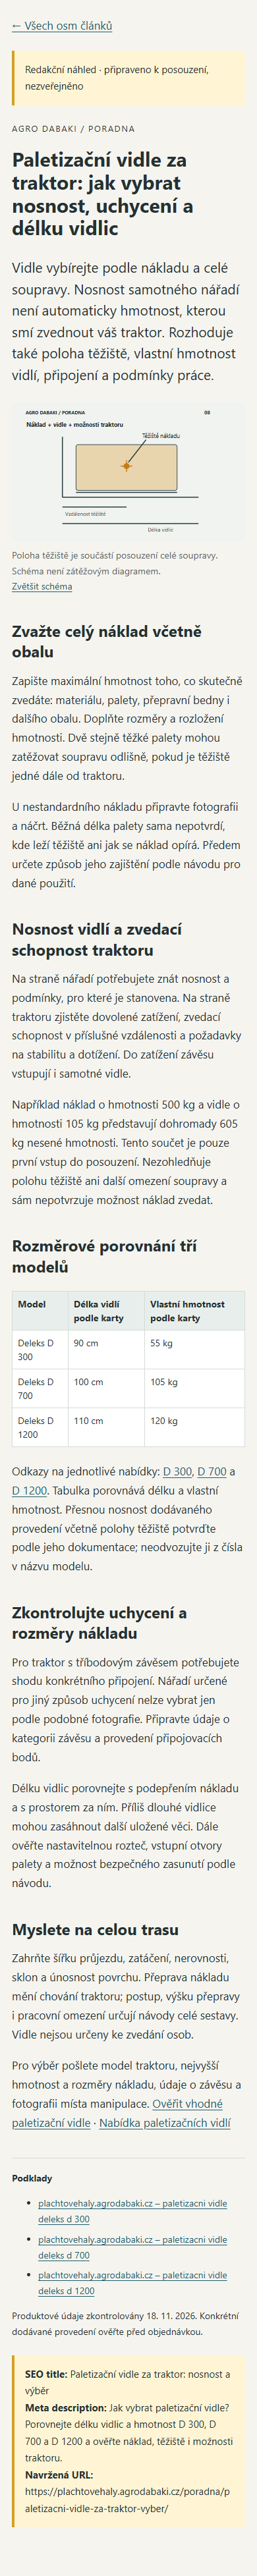 ← Všech osm článků
Redakční náhled · připraveno k posouzení,
nezveřejněno
AGRO DABAKI / PORADNA
Paletizační vidle za
traktor: jak vybrat
nosnost, uchycení a
délku vidlic
Vidle vybírejte podle nákladu a celé
soupravy. Nosnost samotného nářadí
není automaticky hmotnost, kterou
smí zvednout váš traktor. Rozhoduje
také poloha těžiště, vlastní hmotnost
vidlí, připojení a podmínky práce.
AGRO DABAKI / PORADNA 08
Náklad + vidle + možnosti traktoru
Těžiště nákladu
Vzdálenost těžiště
Délka vidlic
Poloha těžiště je součástí posouzení celé soupravy.
Schéma není zátěžovým diagramem.
Zvětšit schéma
Zvažte celý náklad včetně
obalu
Zapište maximální hmotnost toho, co skutečně
zvedáte: materiálu, palety, přepravní bedny i
dalšího obalu. Doplňte rozměry a rozložení
hmotnosti. Dvě stejně těžké palety mohou
zatěžovat soupravu odlišně, pokud je těžiště
jedné dále od traktoru.
U nestandardního nákladu připravte fotografii
a náčrt. Běžná délka palety sama nepotvrdí,
kde leží těžiště ani jak se náklad opírá. Předem
určete způsob jeho zajištění podle návodu pro
dané použití.
Nosnost vidlí a zvedací
schopnost traktoru
Na straně nářadí potřebujete znát nosnost a
podmínky, pro které je stanovena. Na straně
traktoru zjistěte dovolené zatížení, zvedací
schopnost v příslušné vzdálenosti a požadavky
na stabilitu a dotížení. Do zatížení závěsu
vstupují i samotné vidle.
Například náklad o hmotnosti 500 kg a vidle o
hmotnosti 105 kg představují dohromady 605
kg nesené hmotnosti. Tento součet je pouze
první vstup do posouzení. Nezohledňuje
polohu těžiště ani další omezení soupravy a
sám nepotvrzuje možnost náklad zvedat.
Rozměrové porovnání tří
modelů
Model Délka vidlí podle karty Vlastní hmotnost podle karty
Deleks D 300 90 cm 55 kg
Deleks D 700 100 cm 105 kg
Deleks D 1200 110 cm 120 kg
Odkazy na jednotlivé nabídky: D 300, D 700 a
D 1200. Tabulka porovnává délku a vlastní
hmotnost. Přesnou nosnost dodávaného
provedení včetně polohy těžiště potvrďte
podle jeho dokumentace; neodvozujte ji z čísla
v názvu modelu.
Zkontrolujte uchycení a
rozměry nákladu
Pro traktor s tříbodovým závěsem potřebujete
shodu konkrétního připojení. Nářadí určené
pro jiný způsob uchycení nelze vybrat jen
podle podobné fotografie. Připravte údaje o
kategorii závěsu a provedení připojovacích
bodů.
Délku vidlic porovnejte s podepřením nákladu
a s prostorem za ním. Příliš dlouhé vidlice
mohou zasáhnout další uložené věci. Dále
ověřte nastavitelnou rozteč, vstupní otvory
palety a možnost bezpečného zasunutí podle
návodu.
Myslete na celou trasu
Zahrňte šířku průjezdu, zatáčení, nerovnosti,
sklon a únosnost povrchu. Přeprava nákladu
mění chování traktoru; postup, výšku přepravy
i pracovní omezení určují návody celé sestavy.
Vidle nejsou určeny ke zvedání osob.
Pro výběr pošlete model traktoru, nejvyšší
hmotnost a rozměry nákladu, údaje o závěsu a
fotografii místa manipulace. Ověřit vhodné
paletizační vidle · Nabídka paletizačních vidlí
Podklady
• plachtovehaly.agrodabaki.cz – paletizacni vidle
deleks d 300
• plachtovehaly.agrodabaki.cz – paletizacni vidle
deleks d 700
• plachtovehaly.agrodabaki.cz – paletizacni vidle
deleks d 1200
Produktové údaje zkontrolovány 18. 11. 2026. Konkrétní
dodávané provedení ověřte před objednávkou.
SEO title: Paletizační vidle za traktor: nosnost a
výběr
Meta description: Jak vybrat paletizační vidle?
Porovnejte délku vidlic a hmotnost D 300, D
700 a D 1200 a ověřte náklad, těžiště i možnosti
traktoru.
Navržená URL:
https://plachtovehaly.agrodabaki.cz/poradna/p
aletizacni-vidle-za-traktor-vyber/